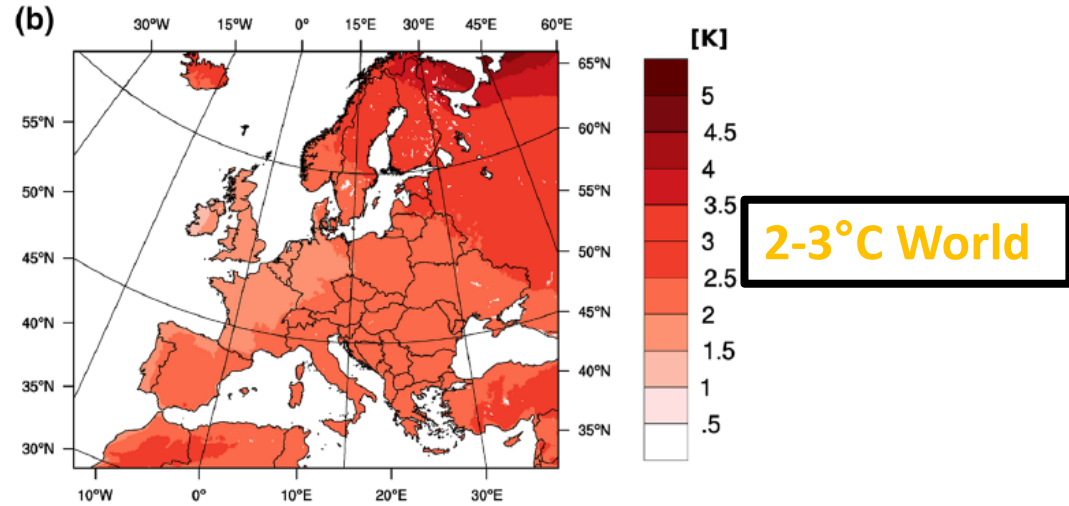 (b)
30°W 15°W 0° 15°E 30°E 45°E 60°E
[K]
65°N
60°N
55°N
50°N
45°N
40°N
35°N
55°N
50°N
45°N
40°N
35°N
30°N
10°W 0° 10°E 20°E 30°E
5
4.5
4
3.5
3
2.5
2
1.5
1
.5
2-3°C World